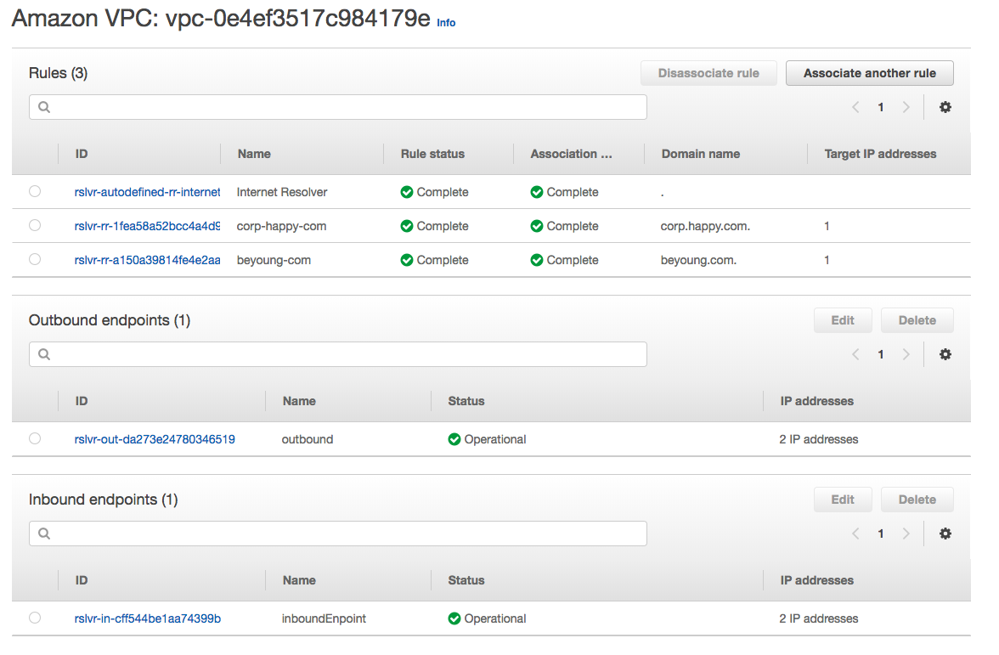 Amazon VPC: vpc-0e4ef3517c984179e Info
Rules (3) Disassociate rule Associate another rule
1
ID Name Rule status Association ... Domain name Target IP addresses
rslvr-autodefined-rr-internet Internet Resolver Complete Complete .
rslvr-rr-1fea58a52bcc4a4d9 corp-happy-com Complete Complete corp.happy.com. 1
rslvr-rr-a150a39814fe4e2aa beyoung-com Complete Complete beyoung.com. 1
Outbound endpoints (1) Edit Delete
1
ID Name Status IP addresses
rslvr-out-da273e24780346519 outbound Operational 2 IP addresses
Inbound endpoints (1) Edit Delete
1
ID Name Status IP addresses
rslvr-in-cff544be1aa74399b inboundEnpoint Operational 2 IP addresses